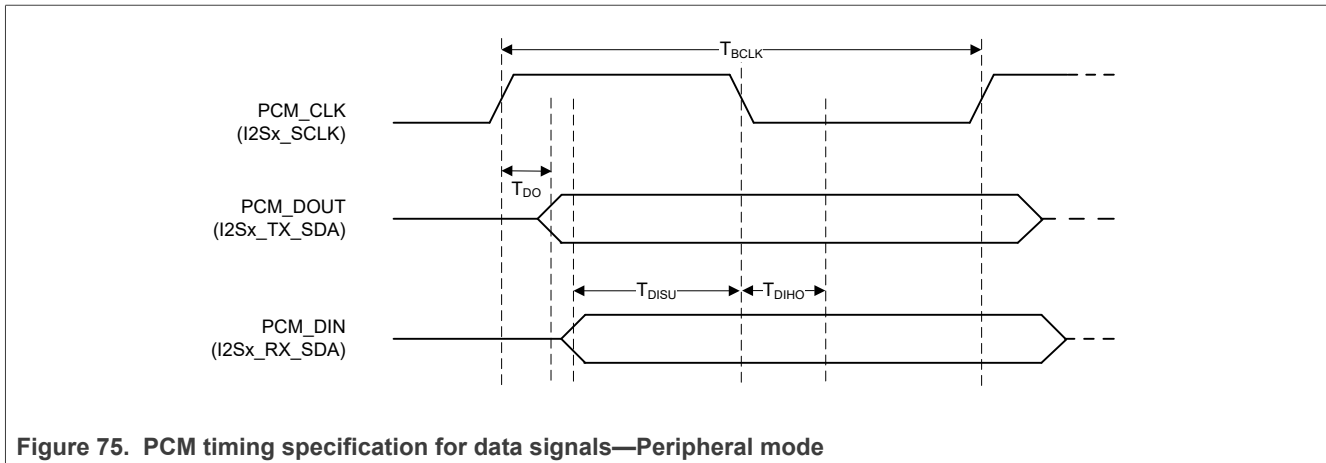 T_BCLK
PCM_CLK
(I2Sx_SCLK)
T_DO
PCM_DOUT
(I2Sx_TX_SDA)
T_DISU
T_DIHO
PCM_DIN
(I2Sx_RX_SDA)
Figure 75. PCM timing specification for data signals—Peripheral mode